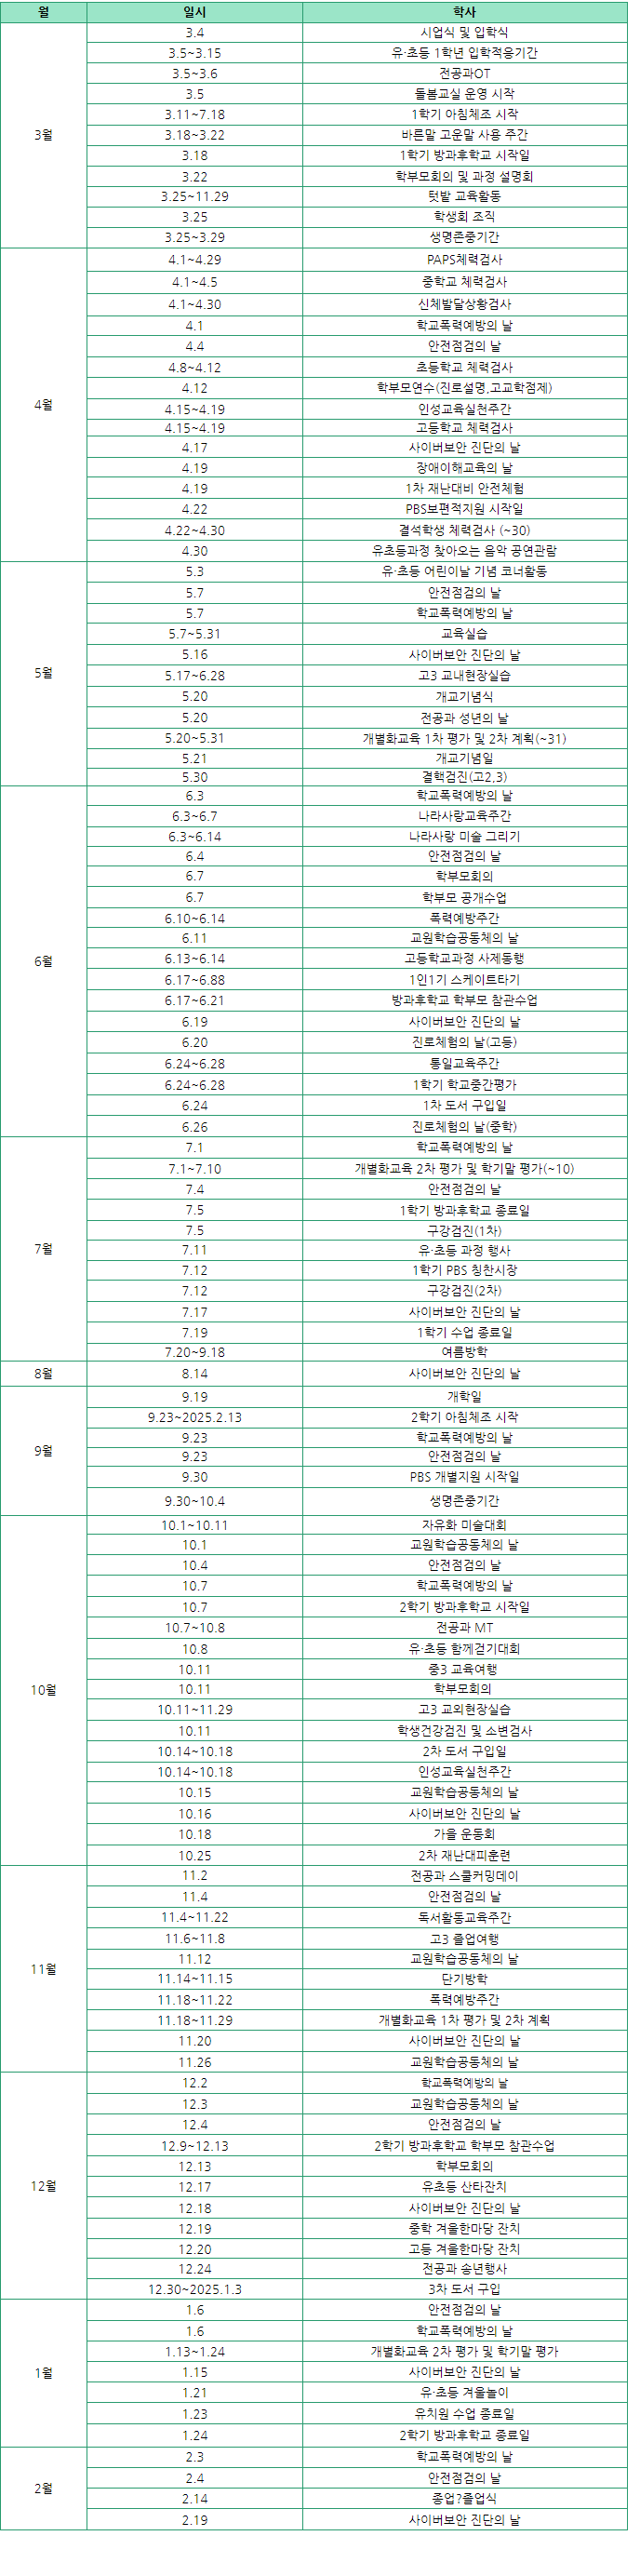 월 일시 학사
3월
3.4 시업식 및 입학식
3.5~3.15 유·초등 1학년 입학적응기간
3.5~3.6 전공과OT
3.5 돌봄교실 운영 시작
3.11~7.18 1학기 아침체조 시작
3.18~3.22 바른말 고운말 사용 주간
3.18 1학기 방과후학교 시작일
3.22 학부모회의 및 과정 설명회
3.25~11.29 텃밭 교육활동
3.25 학생회 조직
3.25~3.29 생명존중기간
4월
4.1~4.29 PAPS체력검사
4.1~4.5 중학교 체력검사
4.1~4.30 신체발달상황검사
4.1 학교폭력예방의 날
4.4 안전점검의 날
4.8~4.12 초등학교 체력검사
4.12 학부모연수(진로설명,고교학점제)
4.15~4.19 인성교육실천주간
4.15~4.19 고등학교 체력검사
4.17 사이버보안 진단의 날
4.19 장애이해교육의 날
4.19 1차 재난대비 안전체험
4.22 PBS보편적지원 시작일
4.22~4.30 결석학생 체력검사 (~30)
4.30 유초등과정 찾아오는 음악 공연관람
5월
5.3 유·초등 어린이날 기념 코너활동
5.7 안전점검의 날
5.7 학교폭력예방의 날
5.7~5.31 교육실습
5.16 사이버보안 진단의 날
5.17~6.28 고3 교내현장실습
5.20 개교기념식
5.20 전공과 성년의 날
5.20~5.31 개별화교육 1차 평가 및 2차 계획(~31)
5.21 개교기념일
5.30 결핵검진(고2,3)
6월
6.3 학교폭력예방의 날
6.3~6.7 나라사랑교육주간
6.3~6.14 나라사랑 미술 그리기
6.4 안전점검의 날
6.7 학부모회의
6.7 학부모 공개수업
6.10~6.14 폭력예방주간
6.11 교원학습공동체의 날
6.13~6.14 고등학교과정 사제동행
6.17~6.88 1인1기 스케이트타기
6.17~6.21 방과후학교 학부모 참관수업
6.19 사이버보안 진단의 날
6.20 진로체험의 날(고등)
6.24~6.28 통일교육주간
6.24~6.28 1학기 학교중간평가
6.24 1차 도서 구입일
6.26 진로체험의 날(중학)
7월
7.1 학교폭력예방의 날
7.1~7.10 개별화교육 2차 평가 및 학기말 평가(~10)
7.4 안전점검의 날
7.5 1학기 방과후학교 종료일
7.5 구강검진(1차)
7.11 유·초등 과정 행사
7.12 1학기 PBS 칭찬시장
7.12 구강검진(2차)
7.17 사이버보안 진단의 날
7.19 1학기 수업 종료일
7.20~9.18 여름방학
8월
8.14 사이버보안 진단의 날
9월
9.19 개학일
9.23~2025.2.13 2학기 아침체조 시작
9.23 학교폭력예방의 날
9.23 안전점검의 날
9.30 PBS 개별지원 시작일
9.30~10.4 생명존중기간
10월
10.1~10.11 자유화 미술대회
10.1 교원학습공동체의 날
10.4 안전점검의 날
10.7 학교폭력예방의 날
10.7 2학기 방과후학교 시작일
10.7~10.8 전공과 MT
10.8 유·초등 함께걷기대회
10.11 중3 교육여행
10.11 학부모회의
10.11~11.29 고3 교외현장실습
10.11 학생건강검진 및 소변검사
10.14~10.18 2차 도서 구입일
10.14~10.18 인성교육실천주간
10.15 교원학습공동체의 날
10.16 사이버보안 진단의 날
10.18 가을 운동회
10.25 2차 재난대피훈련
11월
11.2 전공과 스쿨커밍데이
11.4 안전점검의 날
11.4~11.22 독서활동교육주간
11.6~11.8 고3 졸업여행
11.12 교원학습공동체의 날
11.14~11.15 단기방학
11.18~11.22 폭력예방주간
11.18~11.29 개별화교육 1차 평가 및 2차 계획
11.20 사이버보안 진단의 날
11.26 교원학습공동체의 날
12월
12.2 학교폭력예방의 날
12.3 교원학습공동체의 날
12.4 안전점검의 날
12.9~12.13 2학기 방과후학교 학부모 참관수업
12.13 학부모회의
12.17 유초등 산타잔치
12.18 사이버보안 진단의 날
12.19 중학 겨울한마당 잔치
12.20 고등 겨울한마당 잔치
12.24 전공과 송년행사
12.30~2025.1.3 3차 도서 구입
1월
1.6 안전점검의 날
1.6 학교폭력예방의 날
1.13~1.24 개별화교육 2차 평가 및 학기말 평가
1.15 사이버보안 진단의 날
1.21 유·초등 겨울놀이
1.23 유치원 수업 종료일
1.24 2학기 방과후학교 종료일
2월
2.3 학교폭력예방의 날
2.4 안전점검의 날
2.14 종업?졸업식
2.19 사이버보안 진단의 날